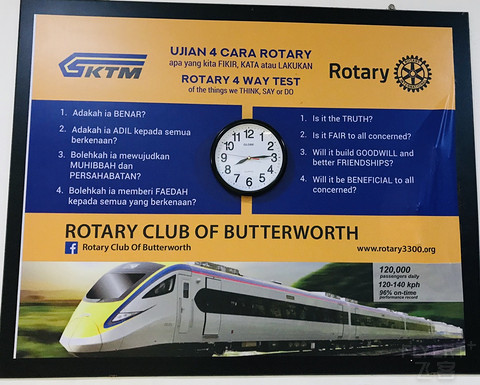 KTM
UJIAN 4 CARA ROTARY
apa yang kita FIKIR, KATA atau LAKUKAN
ROTARY 4 WAY TEST
of the things we THINK, SAY or DO
Rotary
1. Adakah ia BENAR?
2. Adakah ia ADIL kepada semua
berkenaan?
3. Bolehkah ia mewujudkan
MUHIBBAH dan
PERSAHABATAN?
4. Bolehkah ia memberi FAEDAH
kepada semua yang berkenaan?
12
1
2
3
4
5
6
7
8
9
10
11
1. Is it the TRUTH?
2. Is it FAIR to all concerned?
3. Will it build GOODWILL and
better FRIENDSHIPS?
4. Will it be BENEFICIAL to all
concerned?
ROTARY CLUB OF BUTTERWORTH
f Rotary Club Of Butterworth
www.rotary3300.org
120,000
passengers daily
120-140 kph
96% on-time
performance record
飞客